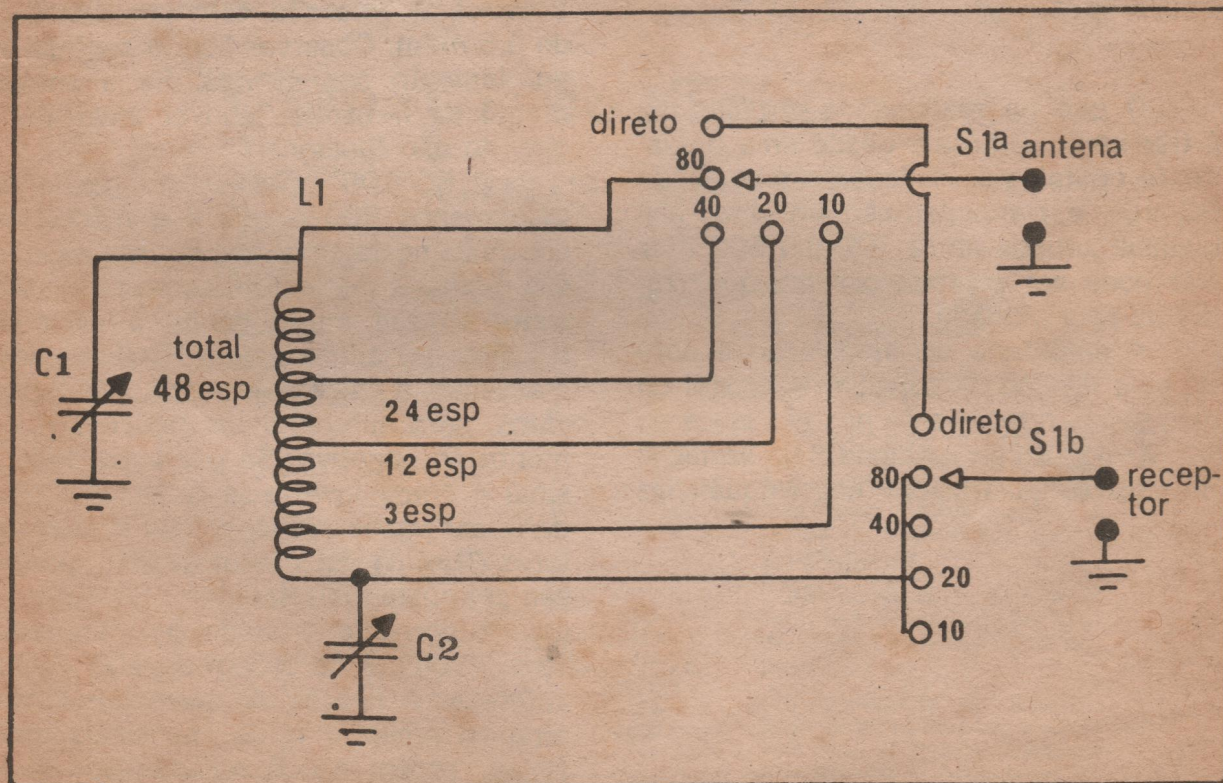 direto
S1a antena
80
L1
40 20 10
total
48 esp
C1
24 esp
12 esp
3 esp
direto
S1b
80
recep-
tor
40
20
10
C2